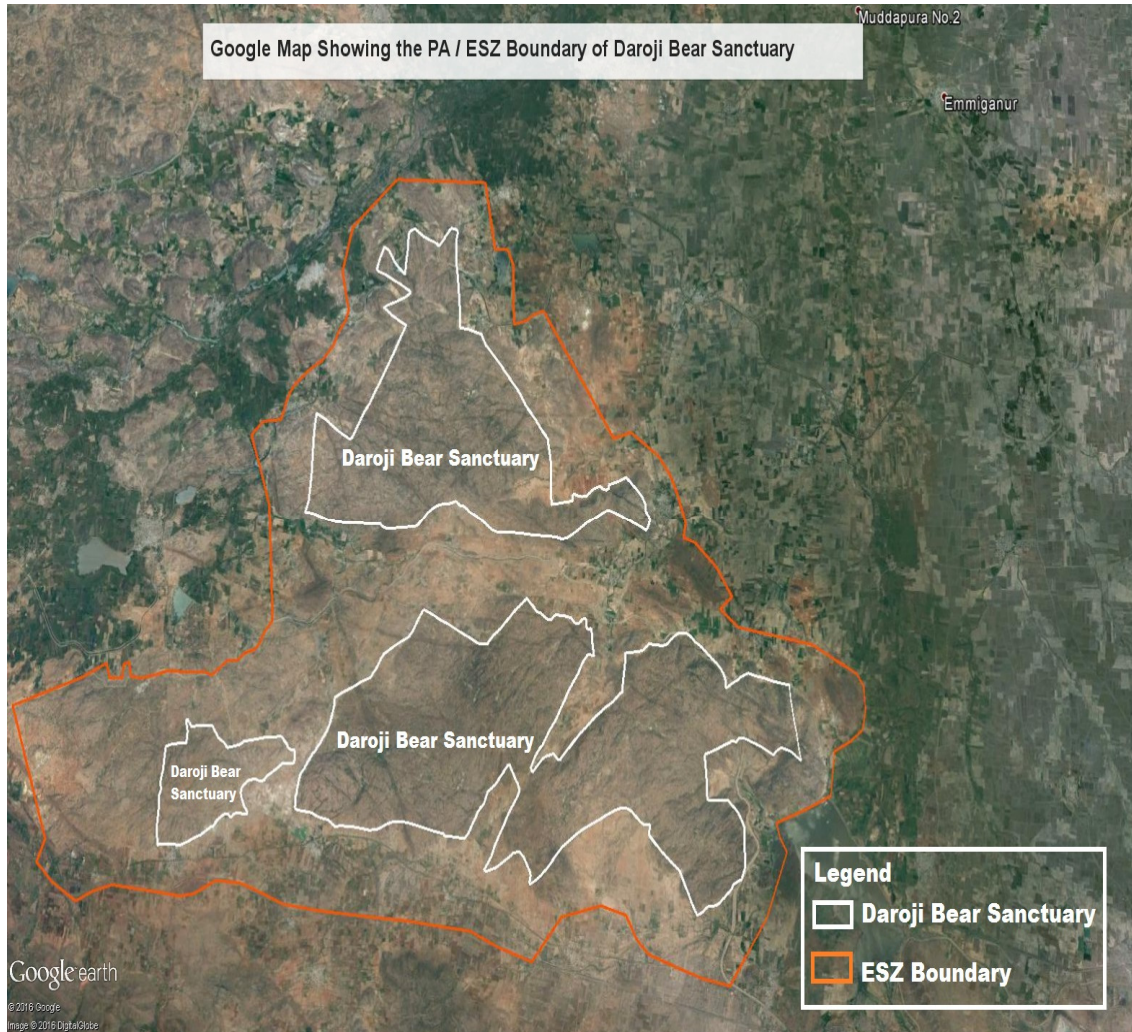 Muddapura No.2
Google Map Showing the PA / ESZ Boundary of Daroji Bear Sanctuary
Emmiganur
Daroji Bear Sanctuary
Daroji Bear Sanctuary
Daroji Bear
Sanctuary
Legend
Daroji Bear Sanctuary
ESZ Boundary
Google earth
© 2016 Google
Image © 2016 DigitalGlobe